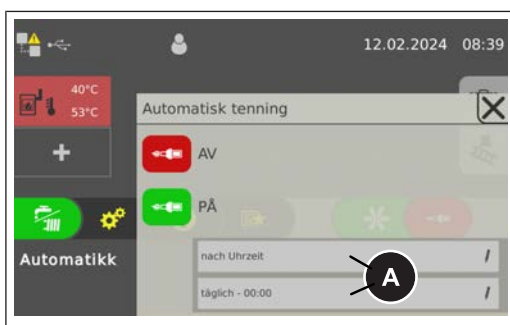 12.02.2024 08:39
40°C
53°C
Automatisk tenning
+
AV
PÅ
Automatikk
nach Uhrzeit
täglich - 00:00
A